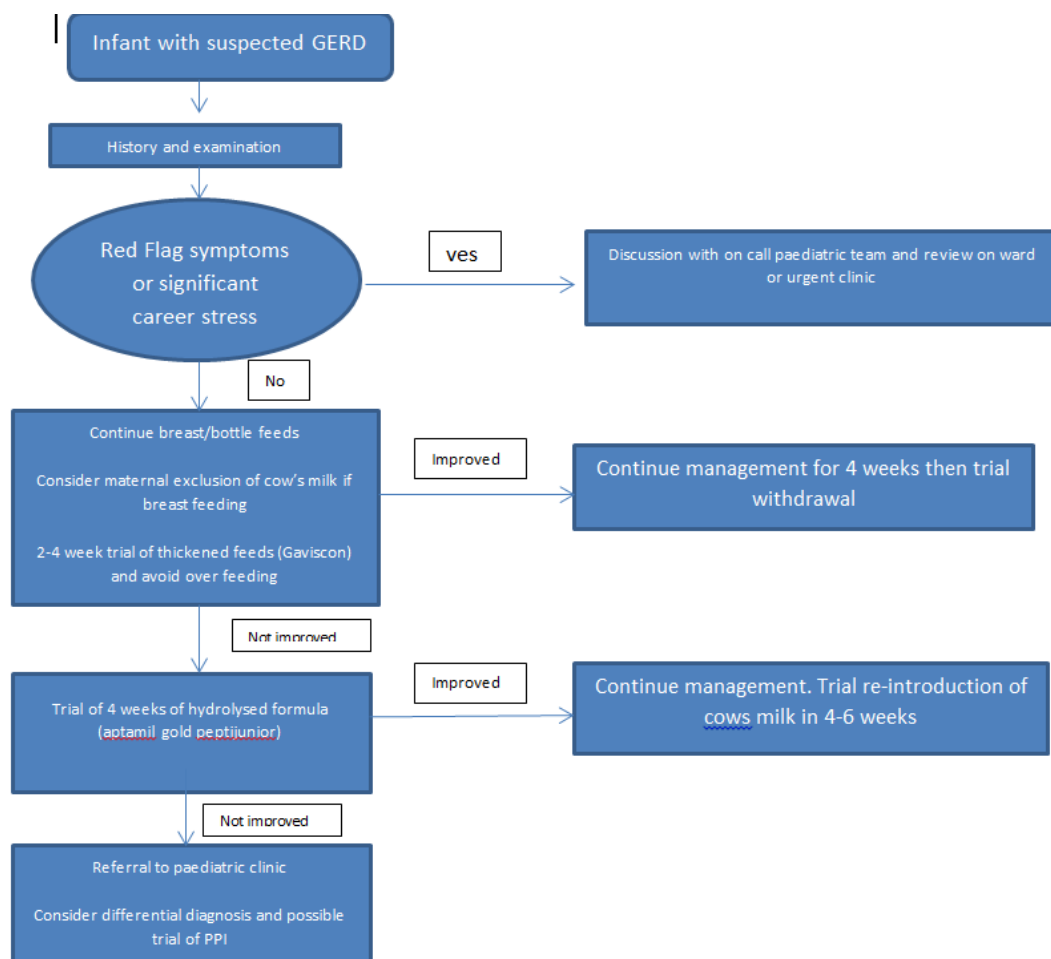 Infant with suspected GERD
History and examination
Red Flag symptoms
or significant
career stress
ves
Discussion with on call paediatric team and review on ward
or urgent clinic
No
Continue breast/bottle feeds
Consider maternal exclusion of cow's milk if
breast feeding
2-4 week trial of thickened feeds (Gaviscon)
and avoid over feeding
Improved
Continue management for 4 weeks then trial
withdrawal
Not improved
Trial of 4 weeks of hydrolysed formula
(aptamil gold peptijunior)
Improved
Continue management. Trial re-introduction of
cows milk in 4-6 weeks
Not improved
Referral to paediatric clinic
Consider differential diagnosis and possible
trial of PPI